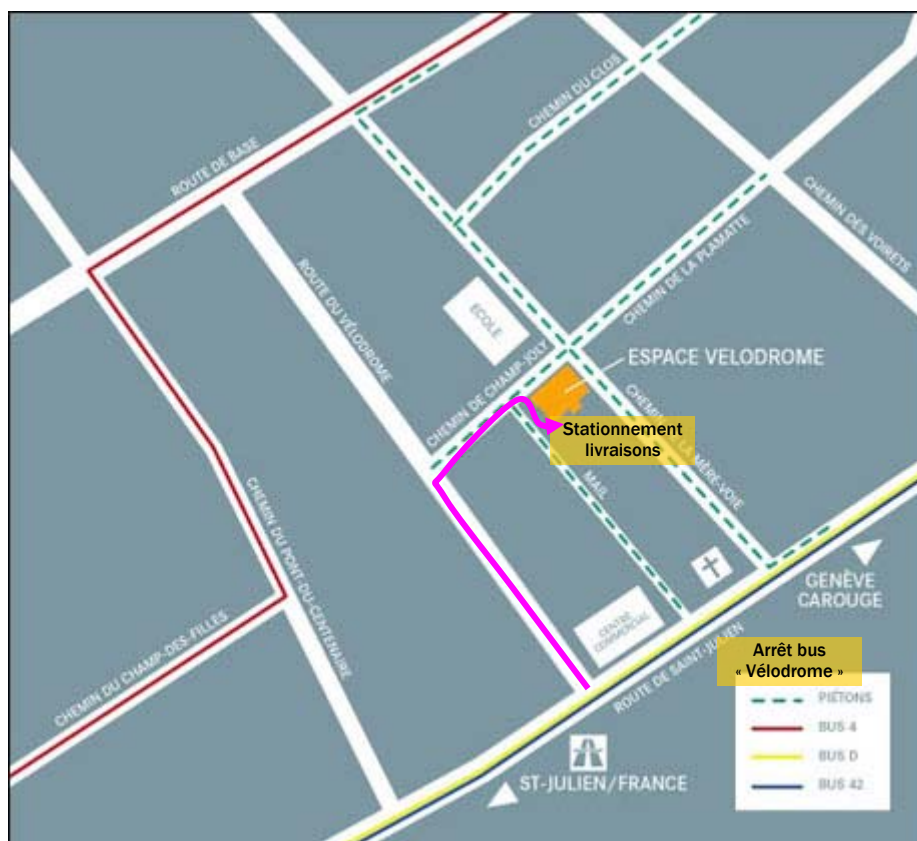 CHEMIN DU CLOS
ROUTE DE BASE
CHEMIN DES VOIRETS
CHEMIN DE LA PLAMATTE
ROUTE DU VÉLODROME
ECOLE
ESPACE VELODROME
CHEMIN DE CHAMP-JOLY
Stationnement
livraisons
MAIL
MÈRE-VOIE
CHEMIN DU PONT-DU-CENTENAIRE
GENÈVE
CAROUGE
CENTRE
COMMERCIAL
CHEMIN DU CHAMP-DES-FILLES
ROUTE DE SAINT-JULIEN
Arrêt bus
« Vélodrome »
PIÉTONS
BUS 4
BUS D
BUS 42
ST-JULIEN/FRANCE